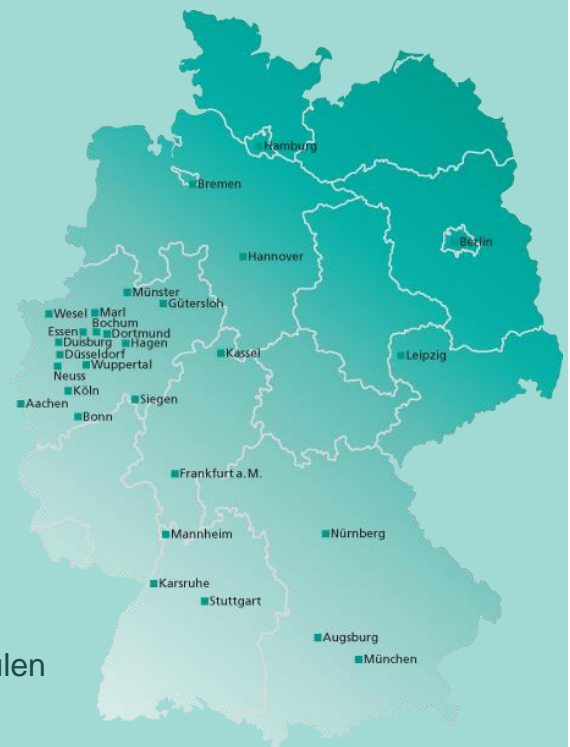 Hamburg
Bremen
Berlin
Hannover
Münster
Gütersloh
Wesel
Marl
Bochum
Essen
Dortmund
Duisburg
Hagen
Düsseldorf
Wuppertal
Neuss
Kassel
Leipzig
Köln
Siegen
Aachen
Bonn
Frankfurt a.M.
Mannheim
Nürnberg
Karsruhe
Stuttgart
Augsburg
München
ulen